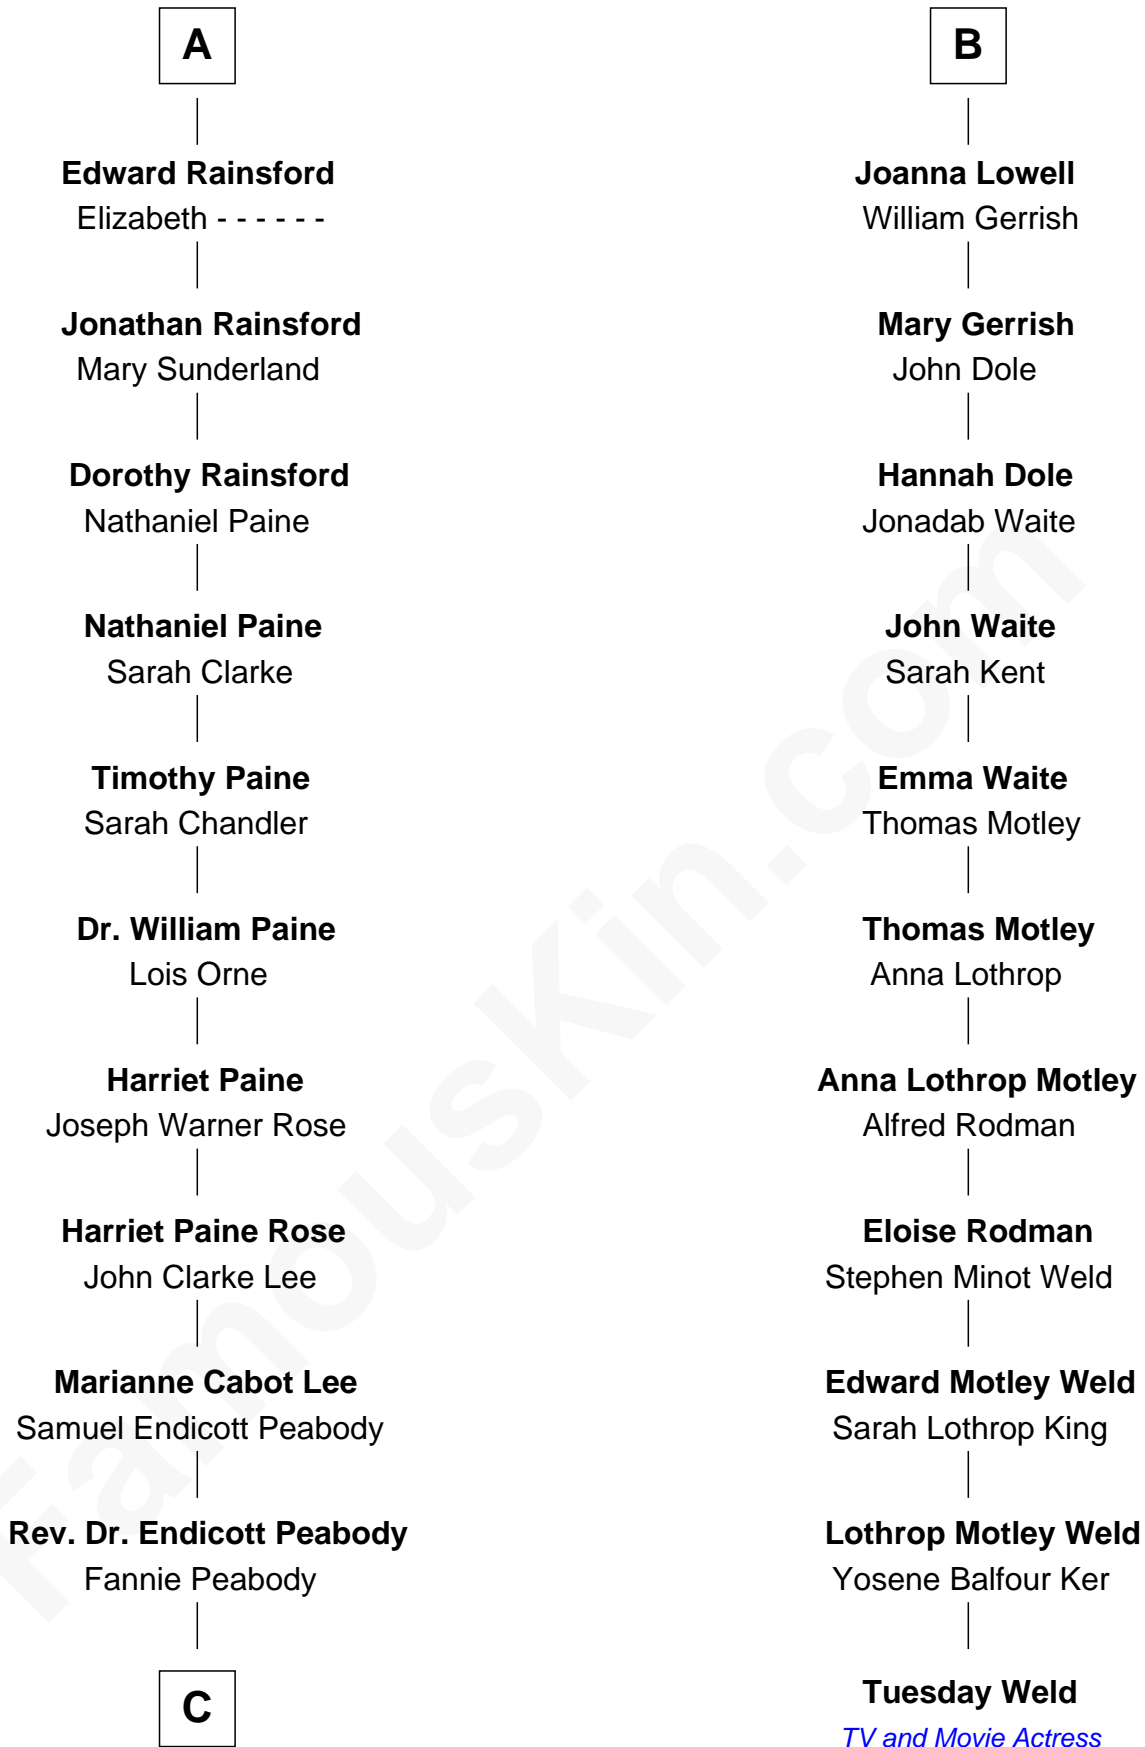 A
Edward Rainsford
Elizabeth - - - - - -
Jonathan Rainsford
Mary Sunderland
Dorothy Rainsford
Nathaniel Paine
Nathaniel Paine
Sarah Clarke
Timothy Paine
Sarah Chandler
Dr. William Paine
Lois Orne
Harriet Paine
Joseph Warner Rose
Harriet Paine Rose
John Clarke Lee
Marianne Cabot Lee
Samuel Endicott Peabody
Rev. Dr. Endicott Peabody
Fannie Peabody
C
B
Joanna Lowell
William Gerrish
Mary Gerrish
John Dole
Hannah Dole
Jonadab Waite
John Waite
Sarah Kent
Emma Waite
Thomas Motley
Thomas Motley
Anna Lothrop
Anna Lothrop Motley
Alfred Rodman
Eloise Rodman
Stephen Minot Weld
Edward Motley Weld
Sarah Lothrop King
Lothrop Motley Weld
Yosene Balfour Ker
Tuesday Weld
TV and Movie Actress
FamousKin.com